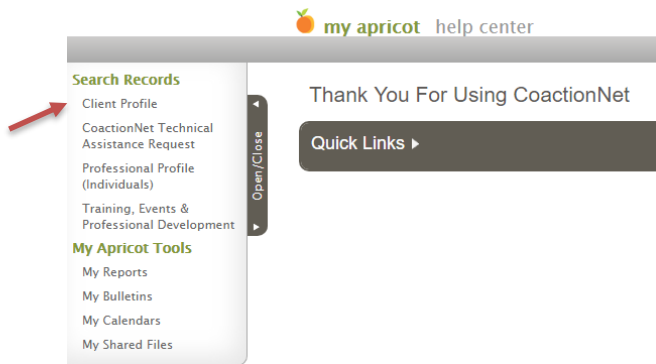 my apricot help center
Search Records
Client Profile
CoactionNet Technical
Assistance Request
Professional Profile
(Individuals)
Training, Events &
Professional Development
My Apricot Tools
My Reports
My Bulletins
My Calendars
My Shared Files
Open/Close
Thank You For Using CoactionNet
Quick Links